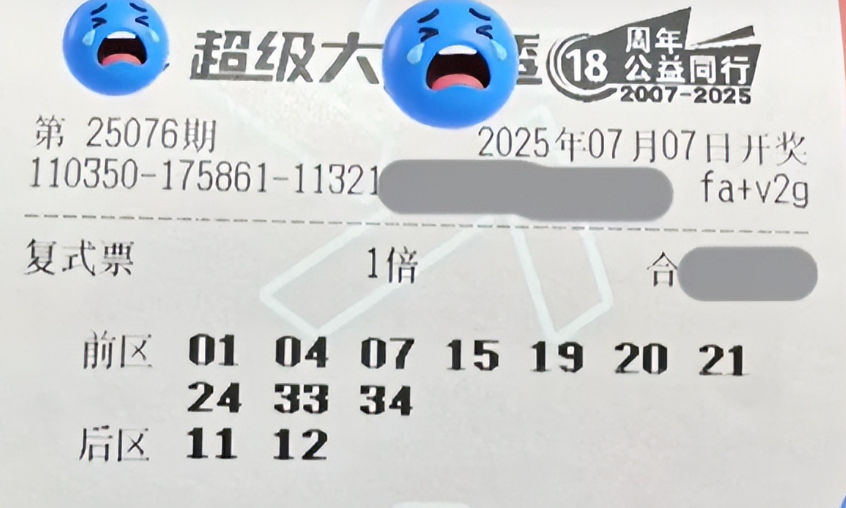 超级大
18 周年
公益同行
2007-2025
第 25076期 2025年07月07日开奖
110350-175861-11321 fa+v2g
复式票 1倍 合
前区 01 04 07 15 19 20 21
24 33 34
后区 11 12